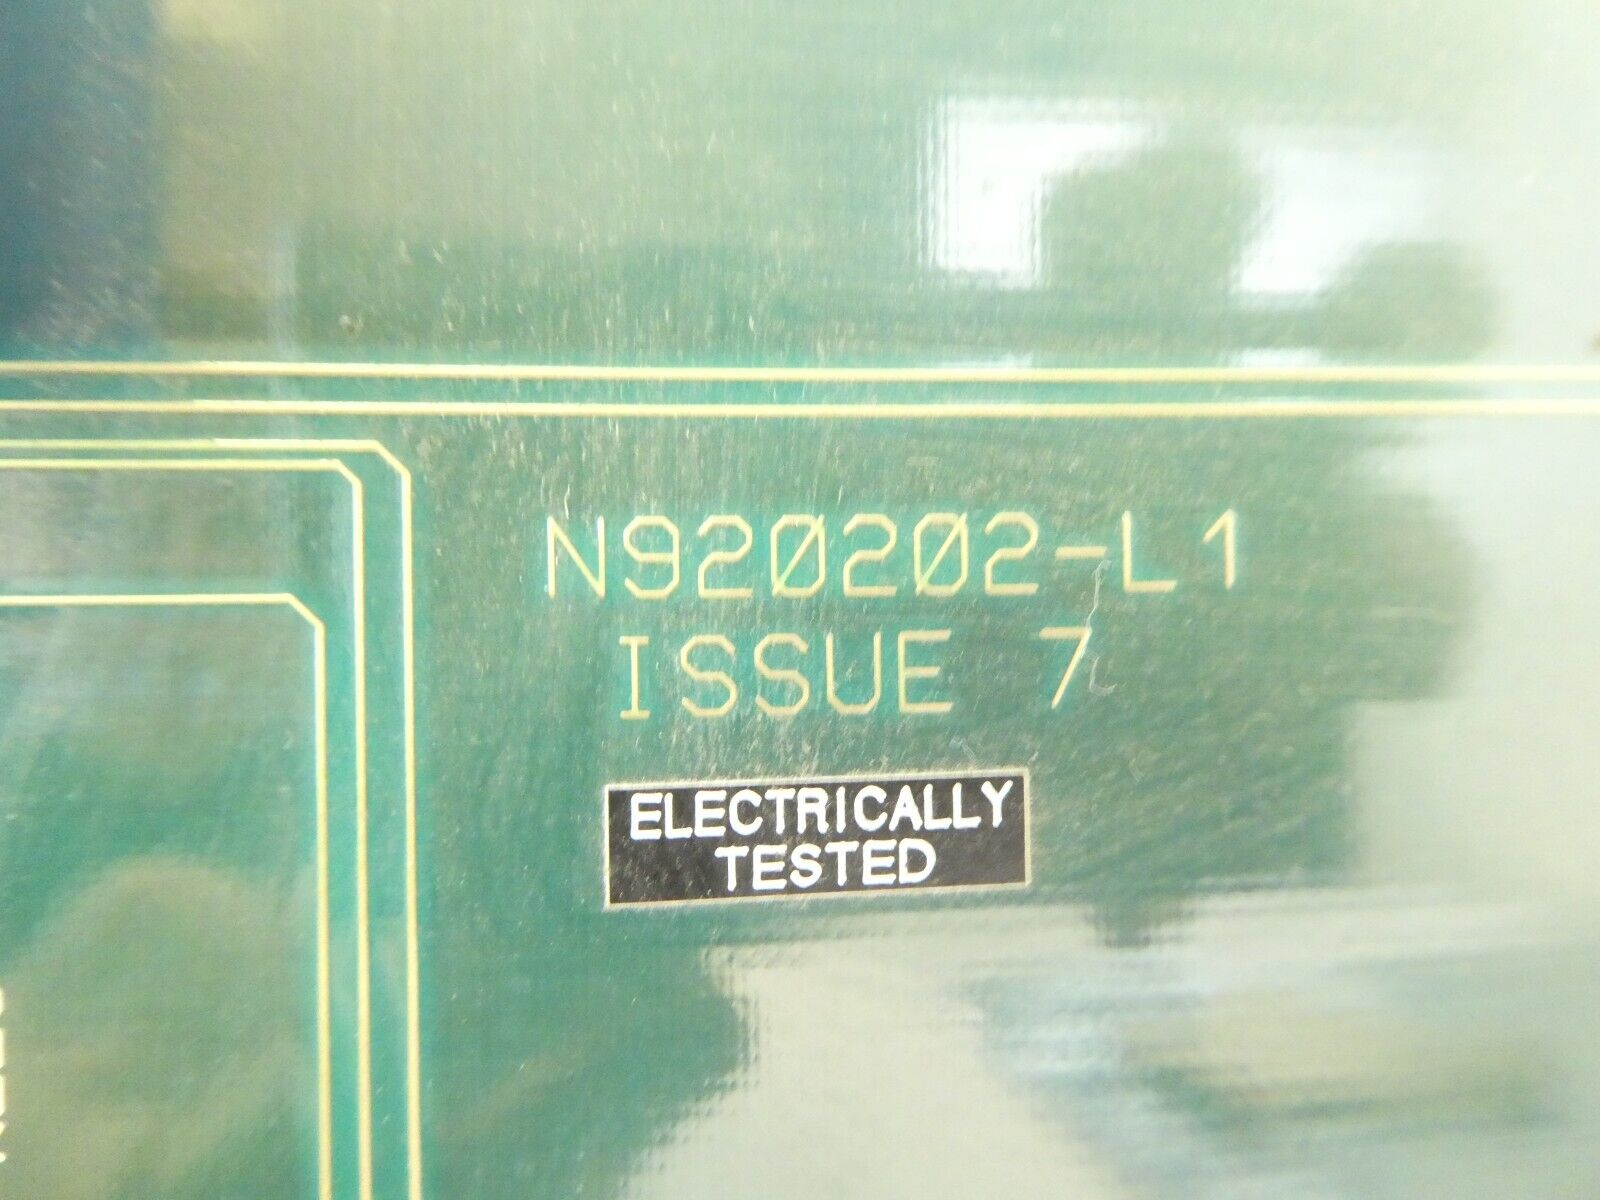 N920202-L1
ISSUE 7
ELECTRICALLY
TESTED